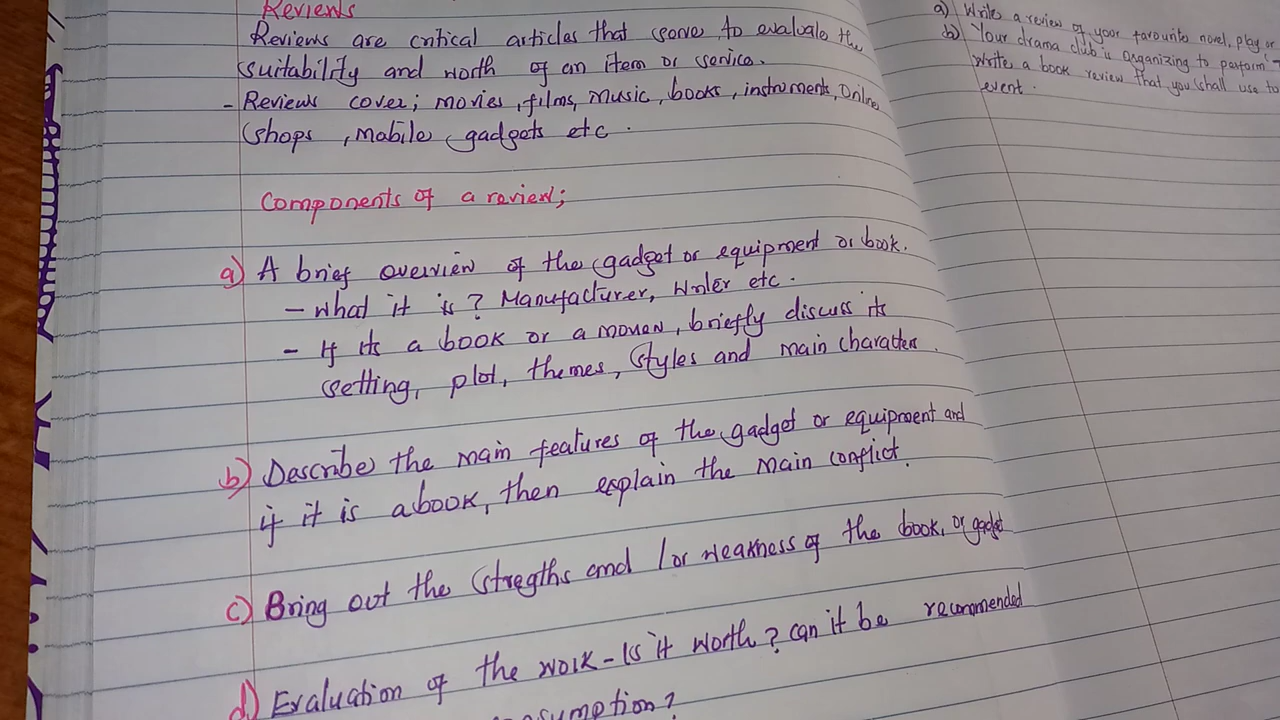 Reviews
Reviews are critical articles that serve to evaluate the
suitability and worth of an item or service.
- Reviews cover; movies, films, music, books, instruments, online
shops, mobile gadgets etc.
Components of a review;
a) A brief overview of the gadget or equipment or book.
- What it is? Manufacturer, Writer etc.
- If its a book or a moven, briefly discuss its
setting, plot, themes, styles and main characters.
b) Describe the main features of the gadget or equipment and
if it is a book, then explain the main conflict.
c) Bring out the stregths and /or weakness of the book, or gadget
d) Evaluation of the work - Is it worth? can it be recommended
a) Write a review of your favourite novel, play or
b) Your drama club is organizing to perform
Write a book review that you shall use to
event.